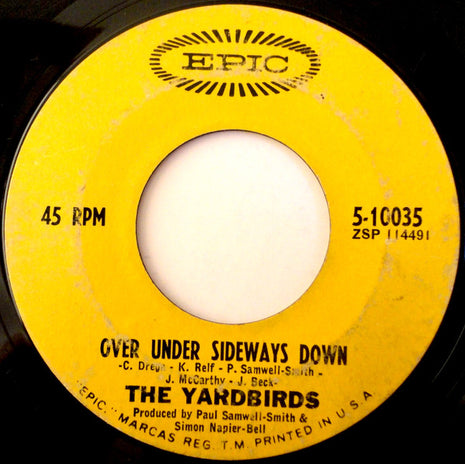 EPIC
45 RPM
5-10035
ZSP 114491
OVER UNDER SIDEWAYS DOWN
-C. Dreja - K. Relf - P. Samwell-Smith -
J. McCarthy - J. Beck-
THE YARDBIRDS
Produced by Paul Samwell-Smith &
Simon Napier-Bell
"EPIC," MARCAS REG. T.M. PRINTED IN U.S.A.